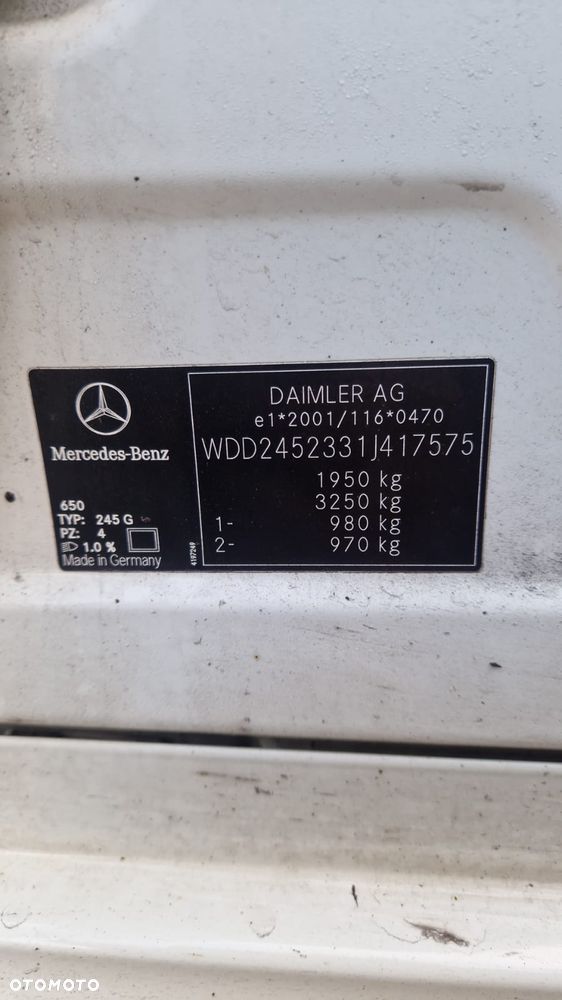 Mercedes-Benz
650
TYP: 245 G
PZ: 4
1.0 %
Made in Germany
4197249
DAIMLER AG
e1*2001/116*0470
WDD2452331J417575
1950 kg
3250 kg
1- 980 kg
2- 970 kg
OTOMOTO